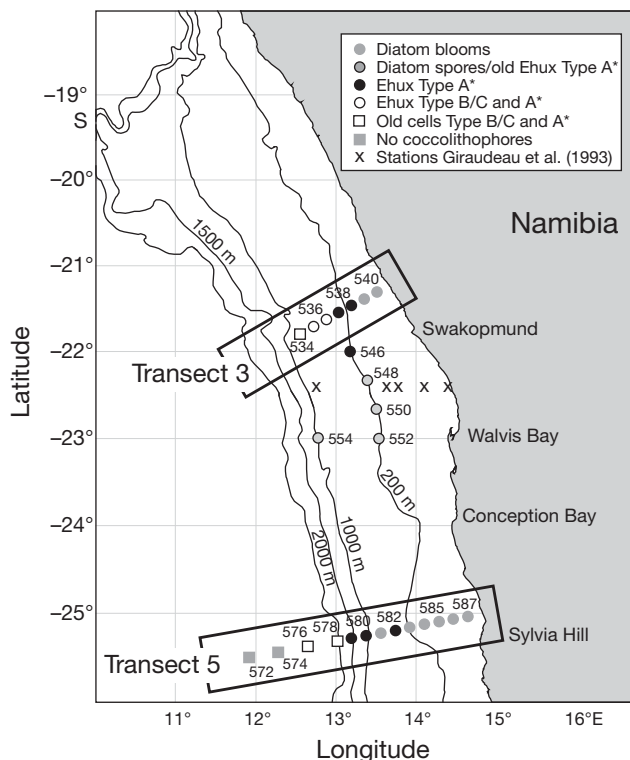 Diatom blooms
Diatom spores/old Ehux Type A*
Ehux Type A*
Ehux Type B/C and A*
Old cells Type B/C and A*
No coccolithophores
x Stations Giraudeau et al. (1993)
–19°
S
–20°
–21°
–22°
–23°
–24°
–25°
Latitude
Namibia
1500 m
540
538
536
534
Swakopmund
Transect 3
546
548
x x x x x
550
552
554
Walvis Bay
200 m
1000 m
2000 m
Conception Bay
587
585
582
580
578
576
574
572
Sylvia Hill
Transect 5
11° 12° 13° 14° 15° 16°E
Longitude